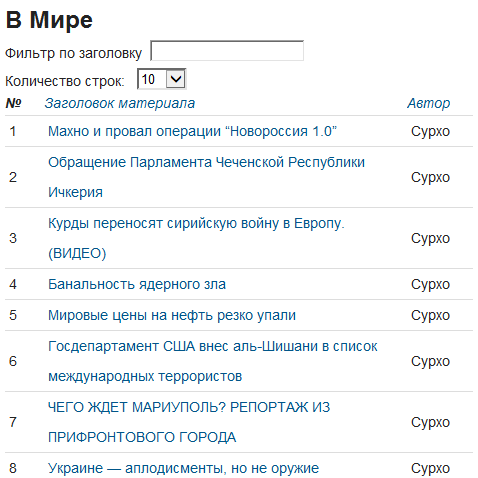 В Мире
Фильтр по заголовку
Количество строк: 10
№ Заголовок материала Автор
1 Махно и провал операции “Новороссия 1.0” Сурхо
Обращение Парламента Чеченской Республики
2 Сурхо
Ичкерия
Курды переносят сирийскую войну в Европу.
3 Сурхо
(ВИДЕО)
4 Банальность ядерного зла Сурхо
5 Мировые цены на нефть резко упали Сурхо
Госдепартамент США внес аль-Шишани в список
6 Сурхо
международных террористов
ЧЕГО ЖДЕТ МАРИУПОЛЬ? РЕПОРТАЖ ИЗ
7 Сурхо
ПРИФРОНТОВОГО ГОРОДА
8 Украине — аплодисменты, но не оружие Сурхо